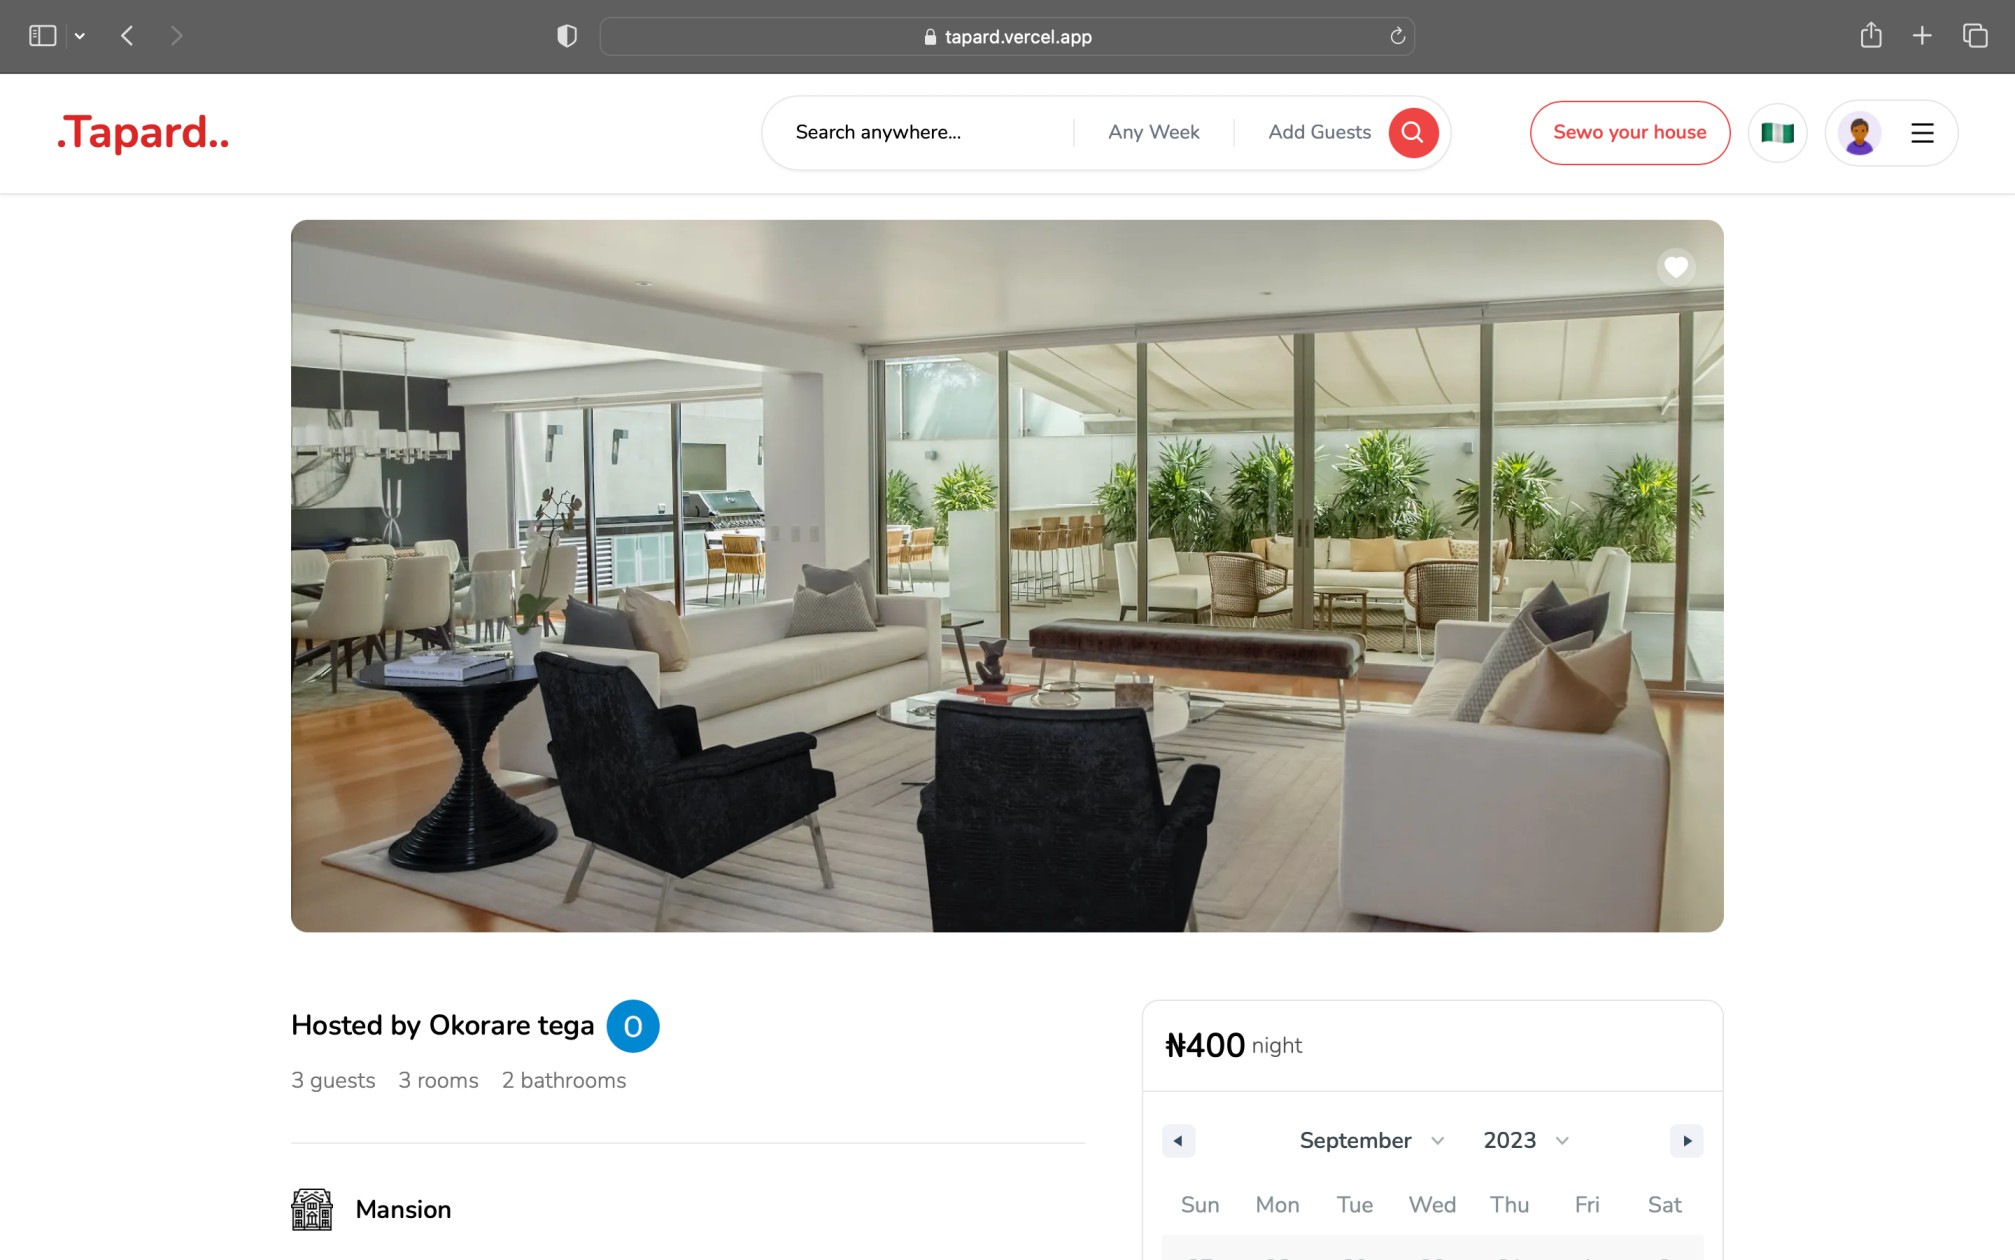 tapard.vercel.app
.Tapard..
Search anywhere...
Any Week
Add Guests
Sewo your house
Hosted by Okorare tega
O
3 guests 3 rooms 2 bathrooms
Mansion
₦400 night
September 2023
Sun Mon Tue Wed Thu Fri Sat